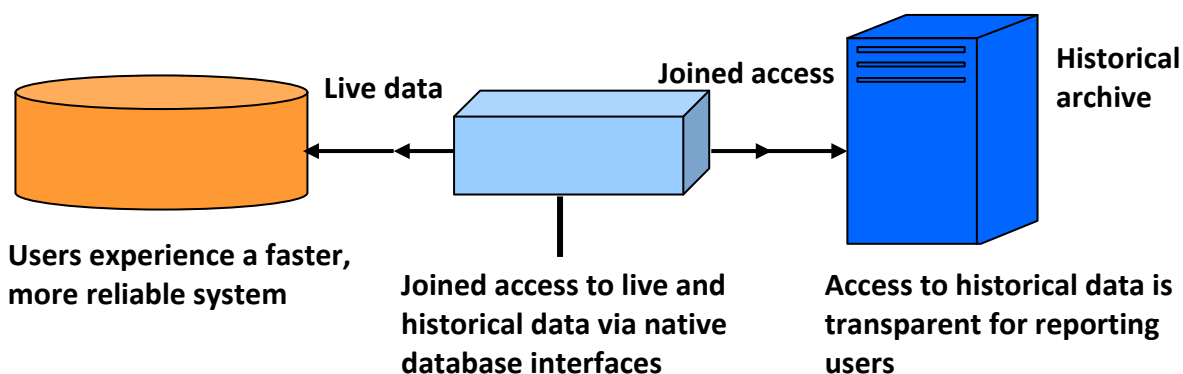 Live data
Joined access
Historical
archive
Users experience a faster,
more reliable system
Joined access to live and
historical data via native
database interfaces
Access to historical data is
transparent for reporting
users